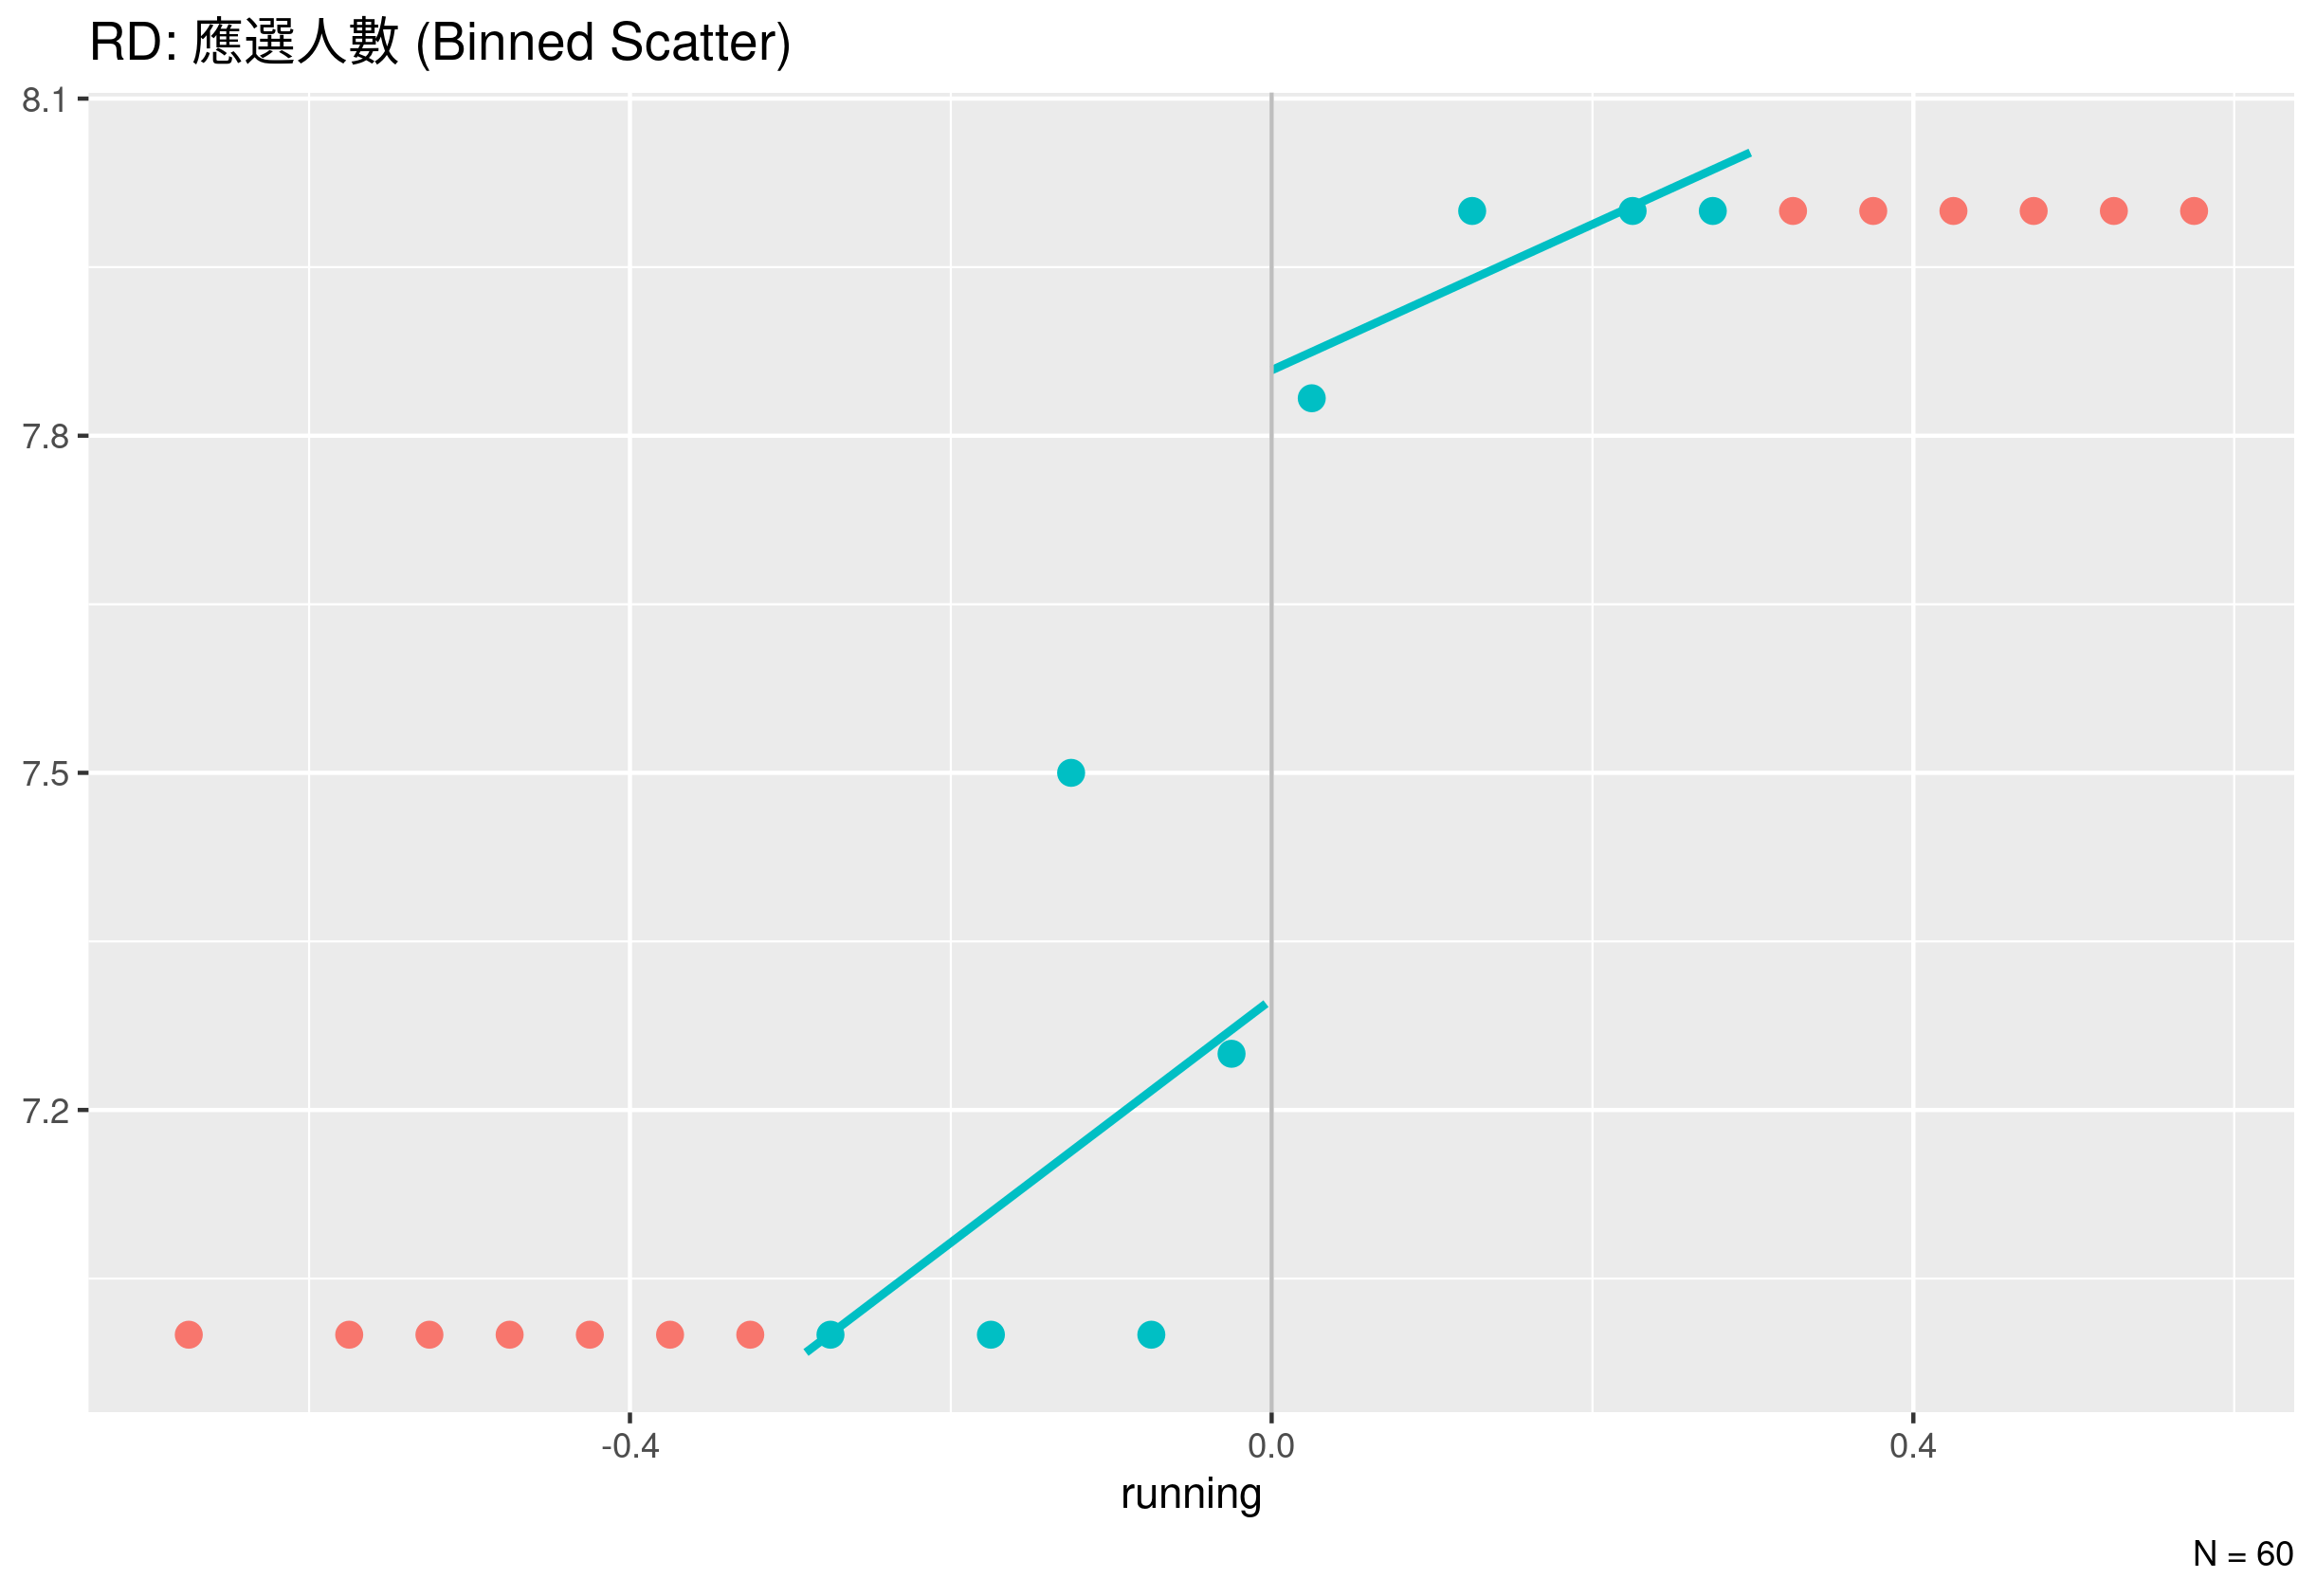 RD: 應選人數 (Binned Scatter)
8.1
7.8
7.5
7.2
-0.4 0.0 0.4
running
N = 60